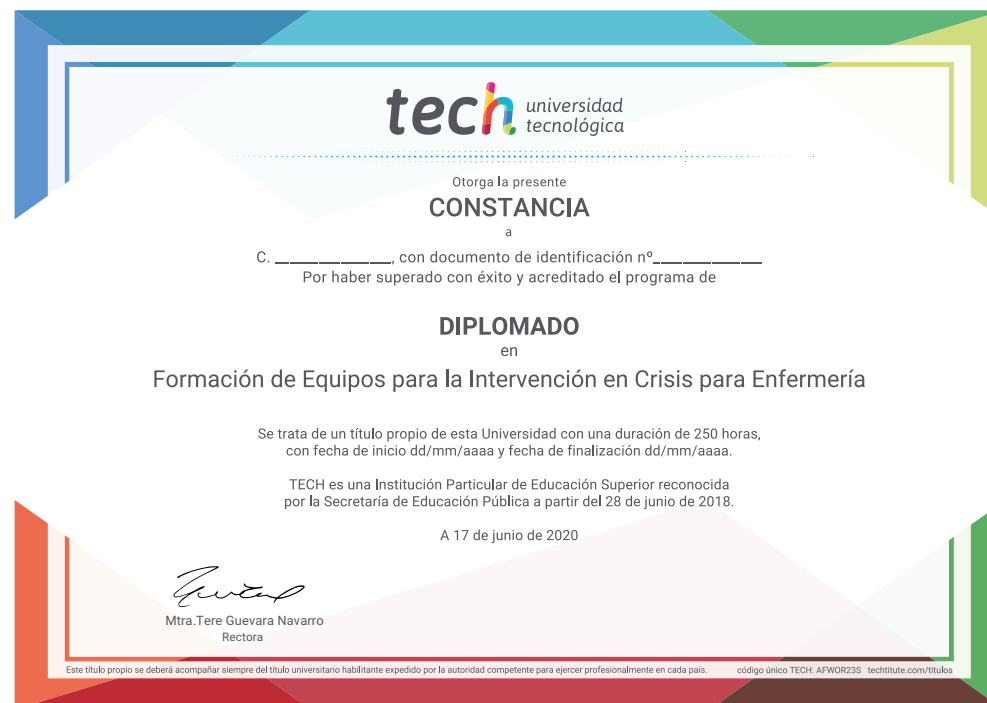 tech universidad
tecnológica
Otorga la presente
CONSTANCIA
a
C. ______________, con documento de identificación nº_____________
Por haber superado con éxito y acreditado el programa de
DIPLOMADO
en
Formación de Equipos para la Intervención en Crisis para Enfermería
Se trata de un título propio de esta Universidad con una duración de 250 horas,
con fecha de inicio dd/mm/aaaa y fecha de finalización dd/mm/aaaa.
TECH es una Institución Particular de Educación Superior reconocida
por la Secretaría de Educación Pública a partir del 28 de junio de 2018.
A 17 de junio de 2020
Mtra.Tere Guevara Navarro
Rectora
Este título propio se deberá acompañar siempre del título universitario habilitante expedido por la autoridad competente para ejercer profesionalmente en cada país. código único TECH: AFWOR23S techtitute.com/titulos